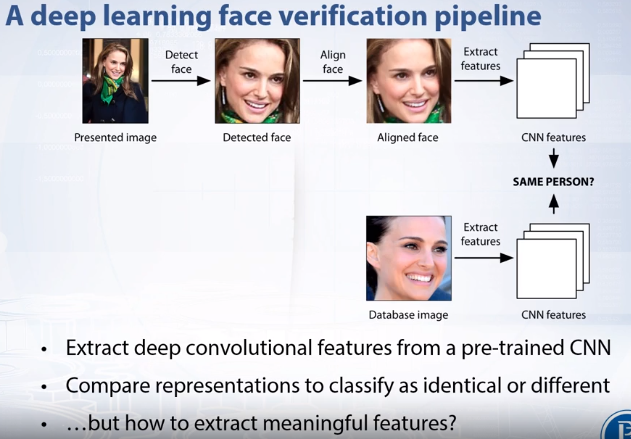 A deep learning face verification pipeline
Detect
face
Align
face
Extract
features
Presented image
Detected face
Aligned face
CNN features
SAME PERSON?
Extract
features
Database image
CNN features
• Extract deep convolutional features from a pre-trained CNN
• Compare representations to classify as identical or different
• …but how to extract meaningful features?